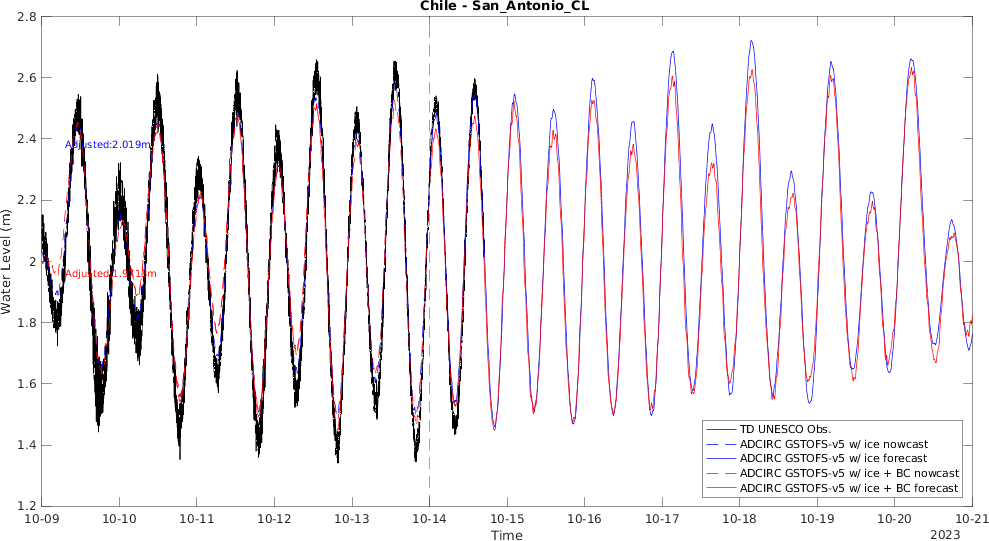 Chile - San_Antonio_CL
2.8
2.6
2.4
2.2
2
1.8
1.6
1.4
1.2
Water Level (m)
Adjusted:2.019m
TD UNESCO Obs.
ADCIRC GSTOFS-v5 w/ ice nowcast
ADCIRC GSTOFS-v5 w/ ice forecast
ADCIRC GSTOFS-v5 w/ ice + BC nowcast
ADCIRC GSTOFS-v5 w/ ice + BC forecast
10-09 10-10 10-11 10-12 10-13 10-14 10-15 10-16 10-17 10-18 10-19 10-20 10-21
Time
2023